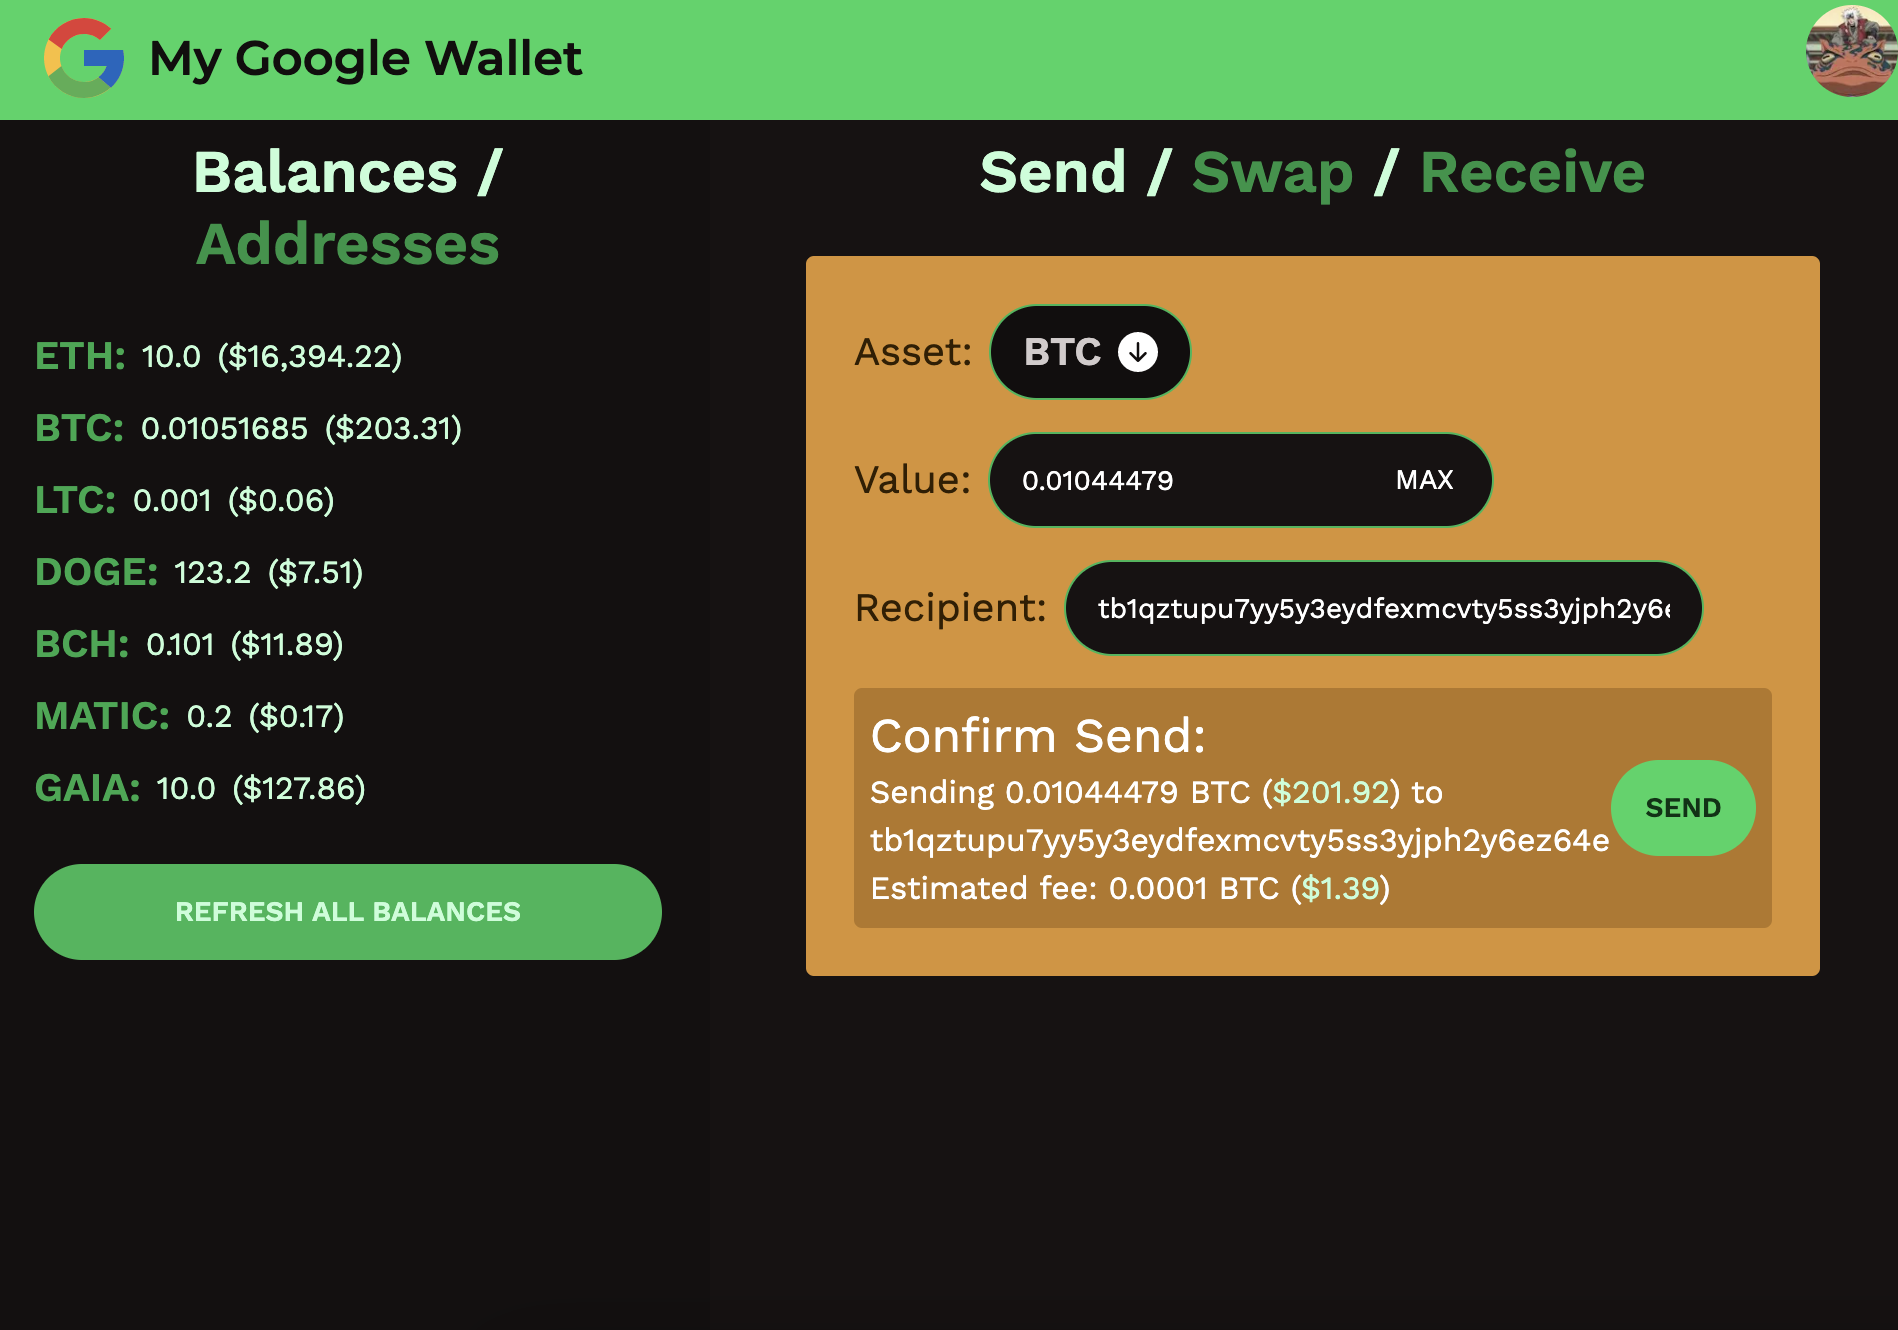 My Google Wallet
Balances /
Addresses
ETH: 10.0 ($16,394.22)
BTC: 0.01051685 ($203.31)
LTC: 0.001 ($0.06)
DOGE: 123.2 ($7.51)
BCH: 0.101 ($11.89)
MATIC: 0.2 ($0.17)
GAIA: 10.0 ($127.86)
REFRESH ALL BALANCES
Send / Swap / Receive
Asset: BTC
Value: 0.01044479 MAX
Recipient: tb1qztupu7yy5y3eydfexmcvty5ss3yjph2y6e
Confirm Send:
Sending 0.01044479 BTC ($201.92) to
tb1qztupu7yy5y3eydfexmcvty5ss3yjph2y6ez64e
Estimated fee: 0.0001 BTC ($1.39)
SEND